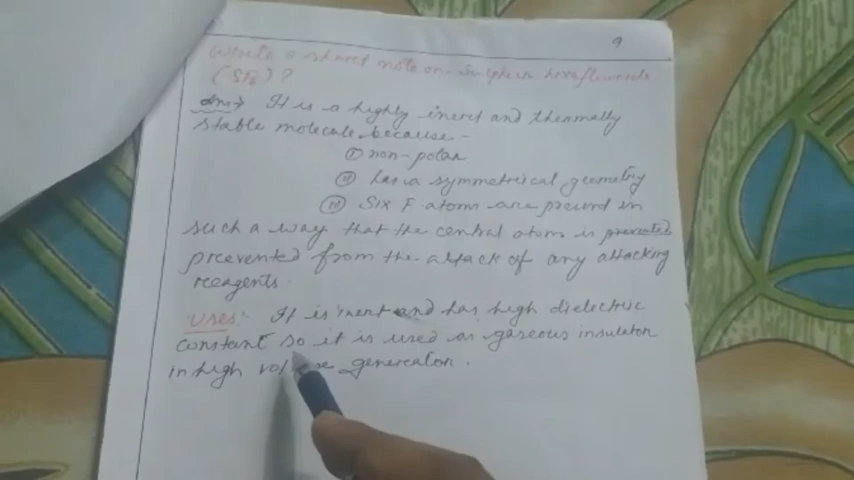 9
Write a short note on sulphur hexafluoride
(SF6)?
Ans→ It is a highly inert and thermally
stable molecule because-
(I) non-polar
(II) has a symmetrical geometry
(III) Six F atoms are present in
such a way that the central atom is prevented
prevented from the attack of any attacking
reagents.
Uses:- It is inert and has high dielectric
constant so it is used as gaseous insulator
in high generator.